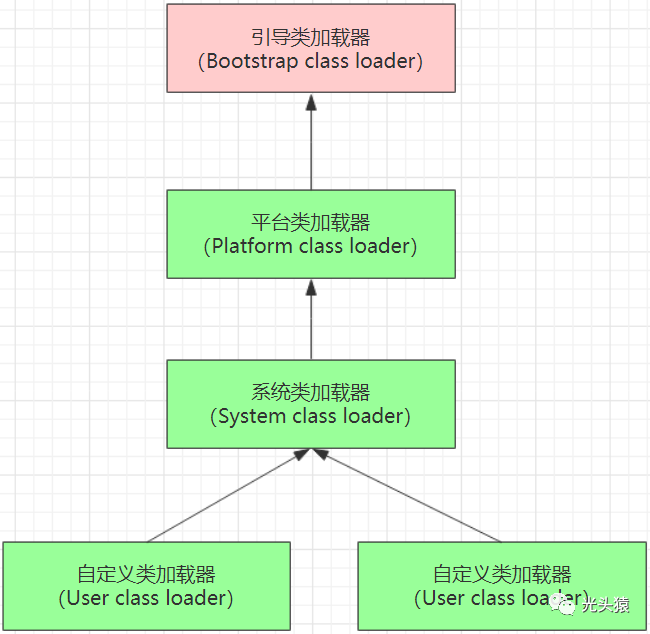 引导类加载器
(Bootstrap class loader)
平台类加载器
(Platform class loader)
系统类加载器
(System class loader)
自定义类加载器
(User class loader)
自定义类加载器
(User class loader)
光头猿